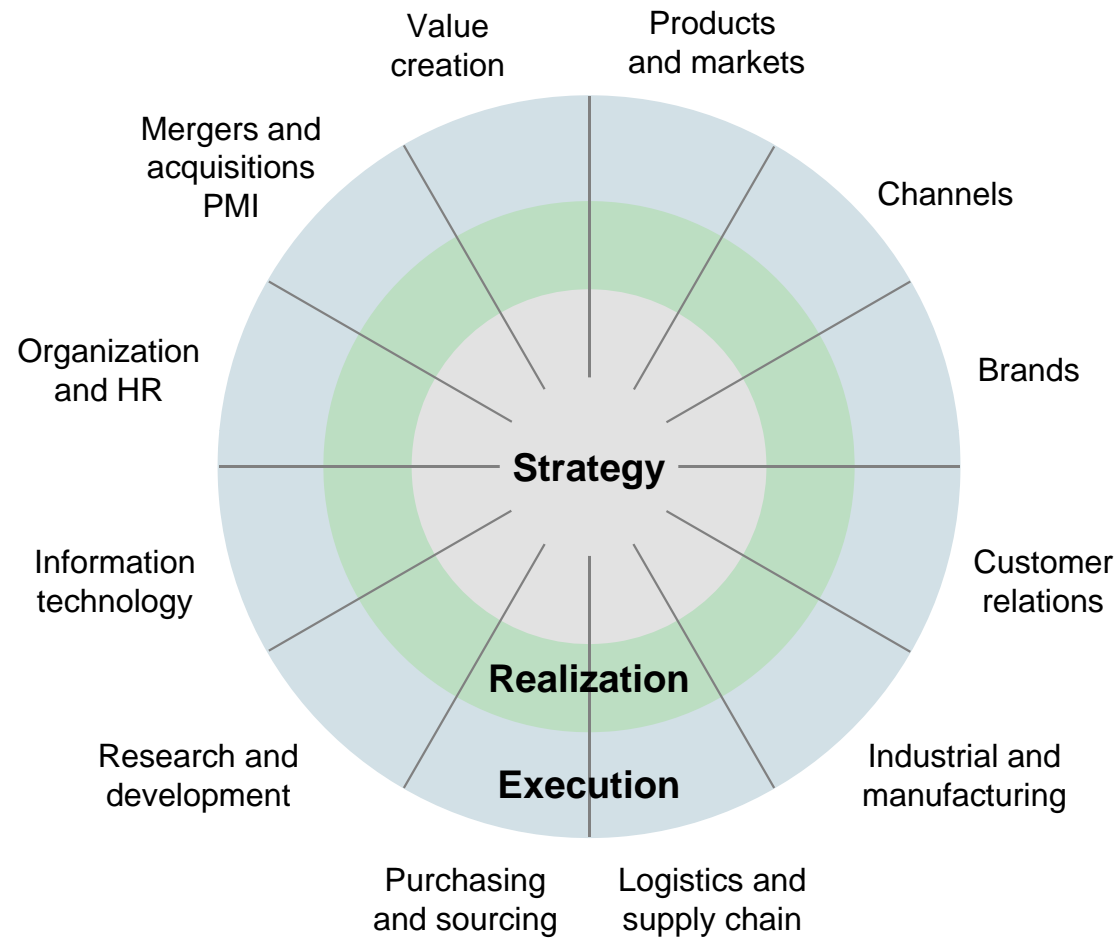 Value
creation
Products
and markets
Mergers and
acquisitions
PMI
Channels
Organization
and HR
Brands
Strategy
Information
technology
Customer
relations
Realization
Research and
development
Execution
Industrial and
manufacturing
Purchasing
and sourcing
Logistics and
supply chain